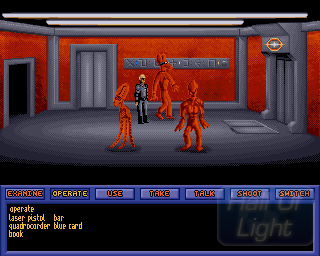 EXAMINE OPERATE USE TAKE TALK SHOOT SWITCH
operate
laser pistol bar
quadrocorder blue card
book
Hall Of
Light